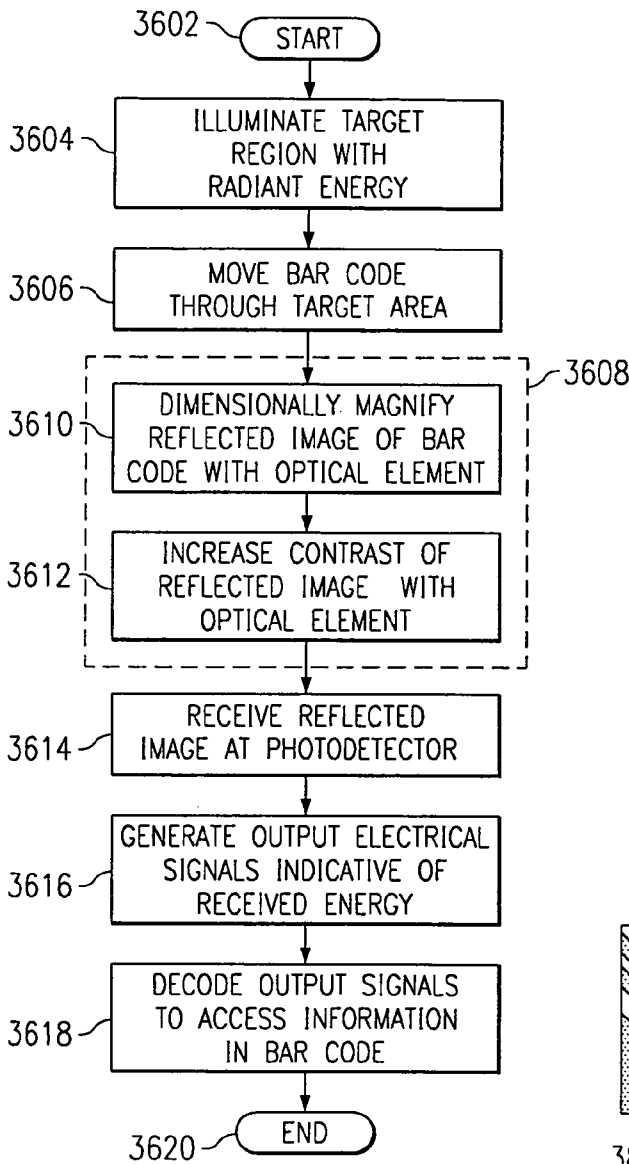 3602
START
3604
ILLUMINATE TARGET
REGION WITH
RADIANT ENERGY
3606
MOVE BAR CODE
THROUGH TARGET AREA
3608
3610
DIMENSIONALLY MAGNIFY
REFLECTED IMAGE OF BAR
CODE WITH OPTICAL ELEMENT
3612
INCREASE CONTRAST OF
REFLECTED IMAGE WITH
OPTICAL ELEMENT
3614
RECEIVE REFLECTED
IMAGE AT PHOTODETECTOR
3616
GENERATE OUTPUT ELECTRICAL
SIGNALS INDICATIVE OF
RECEIVED ENERGY
3618
DECODE OUTPUT SIGNALS
TO ACCESS INFORMATION
IN BAR CODE
3620
END